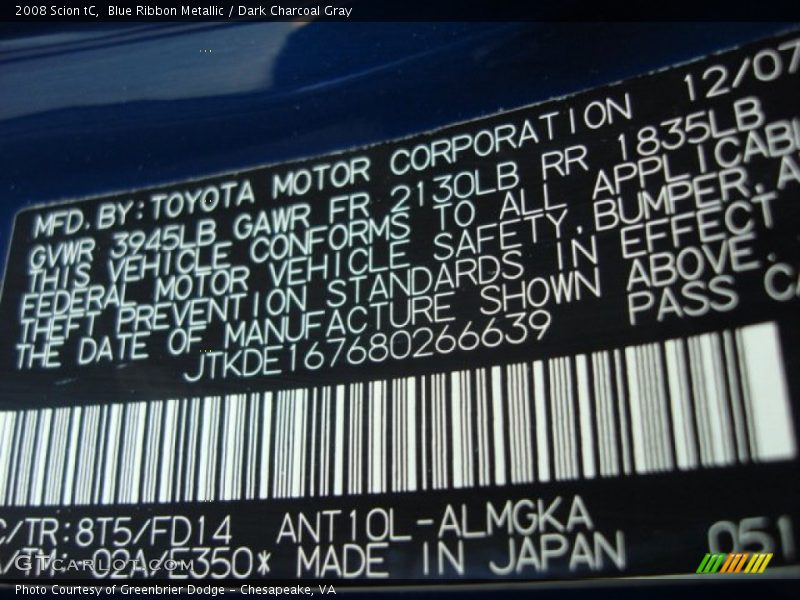 2008 Scion tC,  Blue Ribbon Metallic / Dark Charcoal Gray
12/07
MFD. BY: TOYOTA MOTOR CORPORATION
GVWR 3945LB GAWR FR 2130LB RR 1835LB
THIS VEHICLE CONFORMS TO ALL
FEDERAL MOTOR VEHICLE SAFETY, BUMPER,
THEFT PREVENTION STANDARDS IN EFFECT
THE DATE OF MANUFACTURE SHOWN ABOVE.
JTKDE167680266639 PASS
C/TR: 8T5/FD14 ANT10L-ALMGKA
-02A/E350* MADE IN JAPAN 051
GTcarlot.com
Photo Courtesy of Greenbrier Dodge – Chesapeake, VA